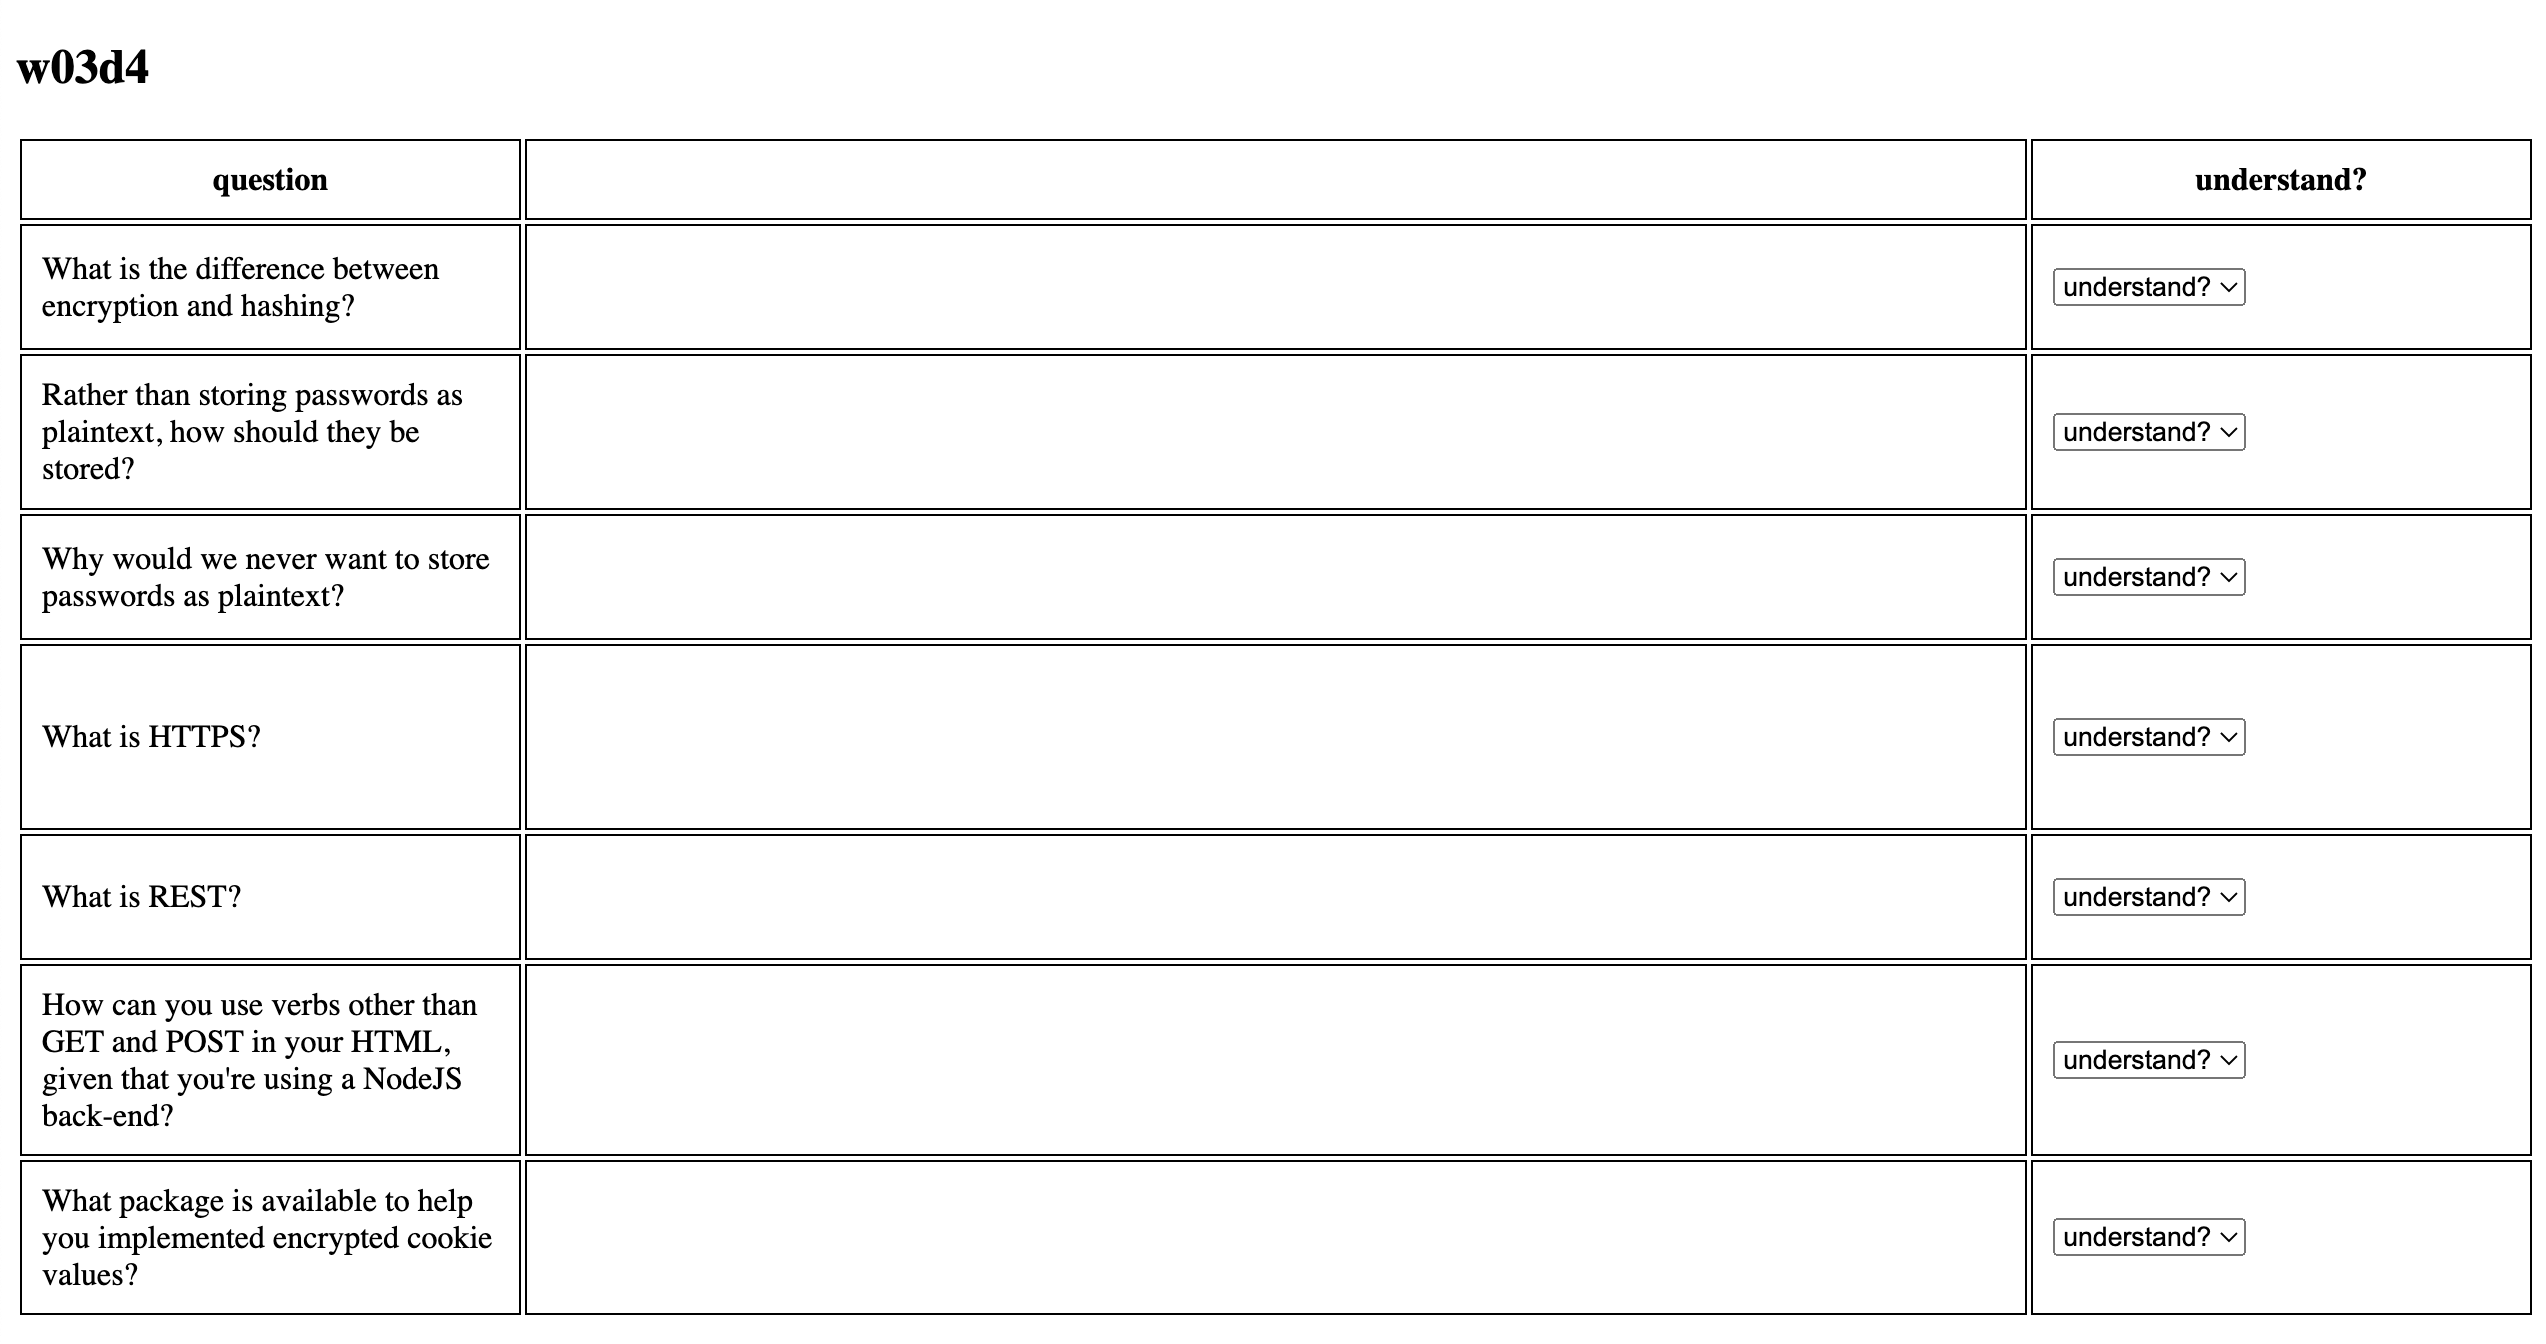 w03d4
question
understand?
What is the difference between
encryption and hashing?
understand?
Rather than storing passwords as
plaintext, how should they be
stored?
understand?
Why would we never want to store
passwords as plaintext?
understand?
What is HTTPS?
understand?
What is REST?
understand?
How can you use verbs other than
GET and POST in your HTML,
given that you're using a NodeJS
back-end?
understand?
What package is available to help
you implemented encrypted cookie
values?
understand?